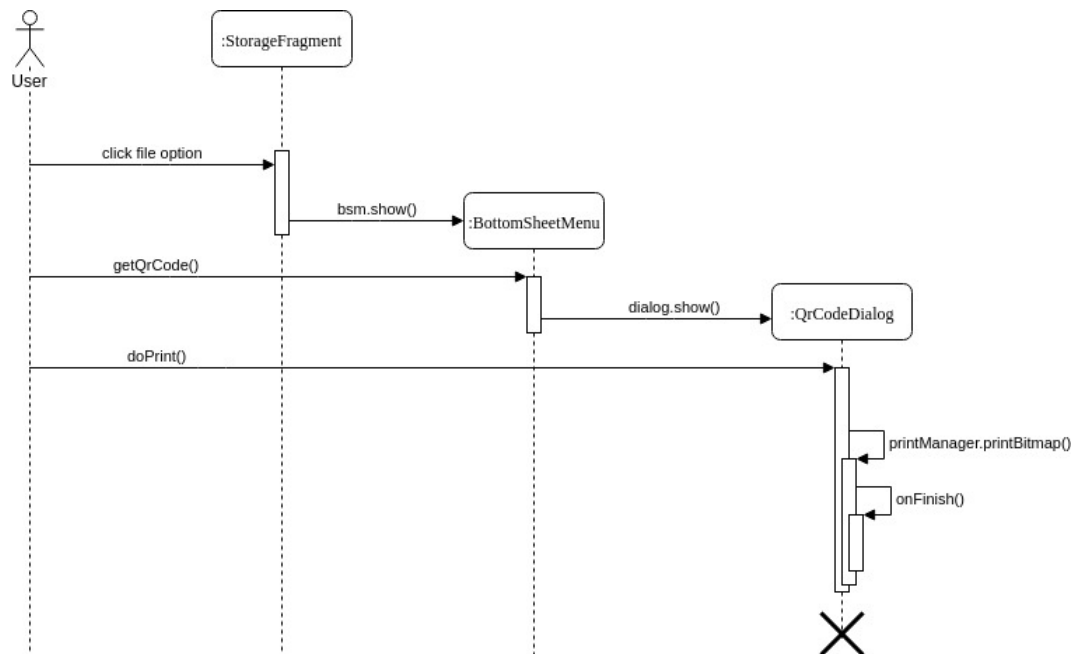 :StorageFragment
User
click file option
bsm.show()
:BottomSheetMenu
getQrCode()
dialog.show()
:QrCodeDialog
doPrint()
printManager.printBitmap()
onFinish()